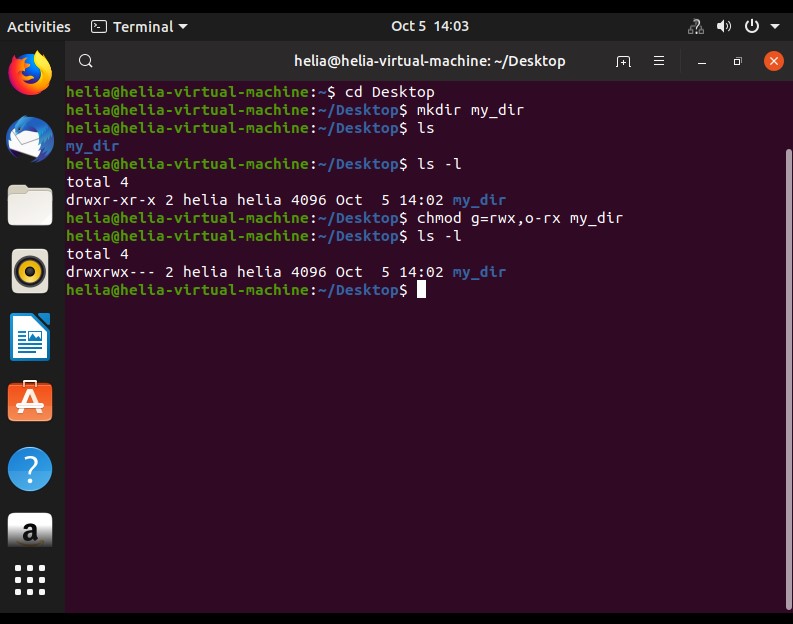 Activities Terminal Oct 5 14:03
helia@helia-virtual-machine: ~/Desktop
helia@helia-virtual-machine:~$ cd Desktop
helia@helia-virtual-machine:~/Desktop$ mkdir my_dir
helia@helia-virtual-machine:~/Desktop$ ls
my_dir
helia@helia-virtual-machine:~/Desktop$ ls -l
total 4
drwxr-xr-x 2 helia helia 4096 Oct  5 14:02 my_dir
helia@helia-virtual-machine:~/Desktop$ chmod g=rwx,o-rx my_dir
helia@helia-virtual-machine:~/Desktop$ ls -l
total 4
drwxrwx--- 2 helia helia 4096 Oct  5 14:02 my_dir
helia@helia-virtual-machine:~/Desktop$
?
a